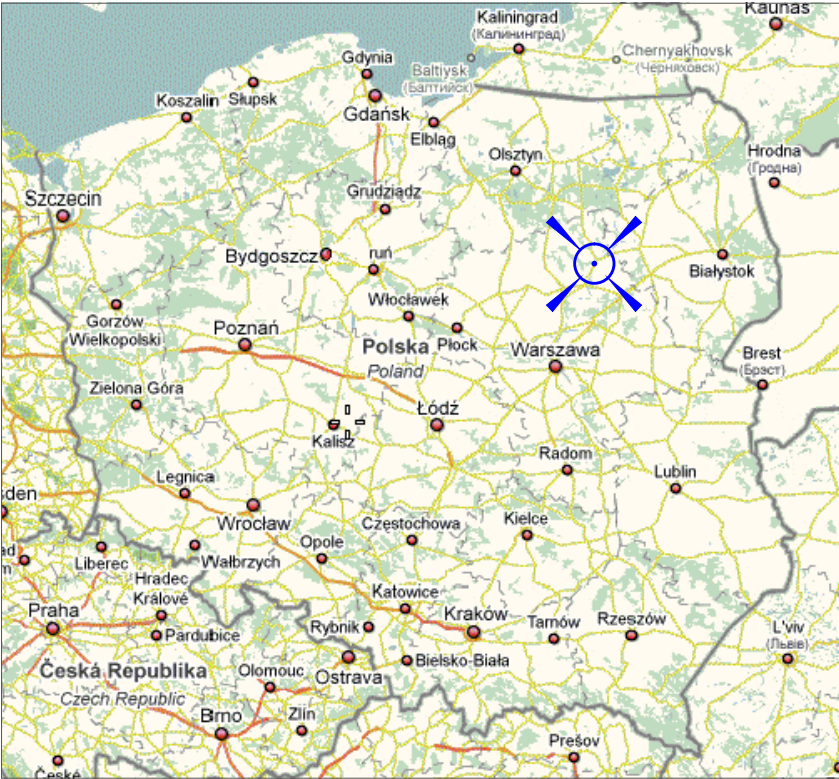 Kaunas
Kaliningrad
(Калининград)
Chernyakhovsk
(Черняховск)
Gdynia
Baltiysk
(Балтийск)
Koszalin
Słupsk
Gdańsk
Elbląg
Olsztyn
Hrodna
(Гродна)
Szczecin
Grudziądz
Bydgoszcz
ruń
Białystok
Włocławek
Gorzów
Wielkopolski
Poznań
Polska
Płock
Poland
Warszawa
Brest
(Брэст)
Zielona Góra
Łódź
Kalisz
Radom
Lublin
Legnica
sden
Wrocław
Częstochowa
Kielce
Opole
Wałbrzych
ad
m
Liberec
Hradec
Králové
Katowice
Kraków
Praha
Pardubice
Rybnik
Tarnów
Rzeszów
L'viv
(Львів)
Česká Republika
Czech Republic
Olomouc
Ostrava
Bielsko-Biała
Brno
Zlín
Prešov
České